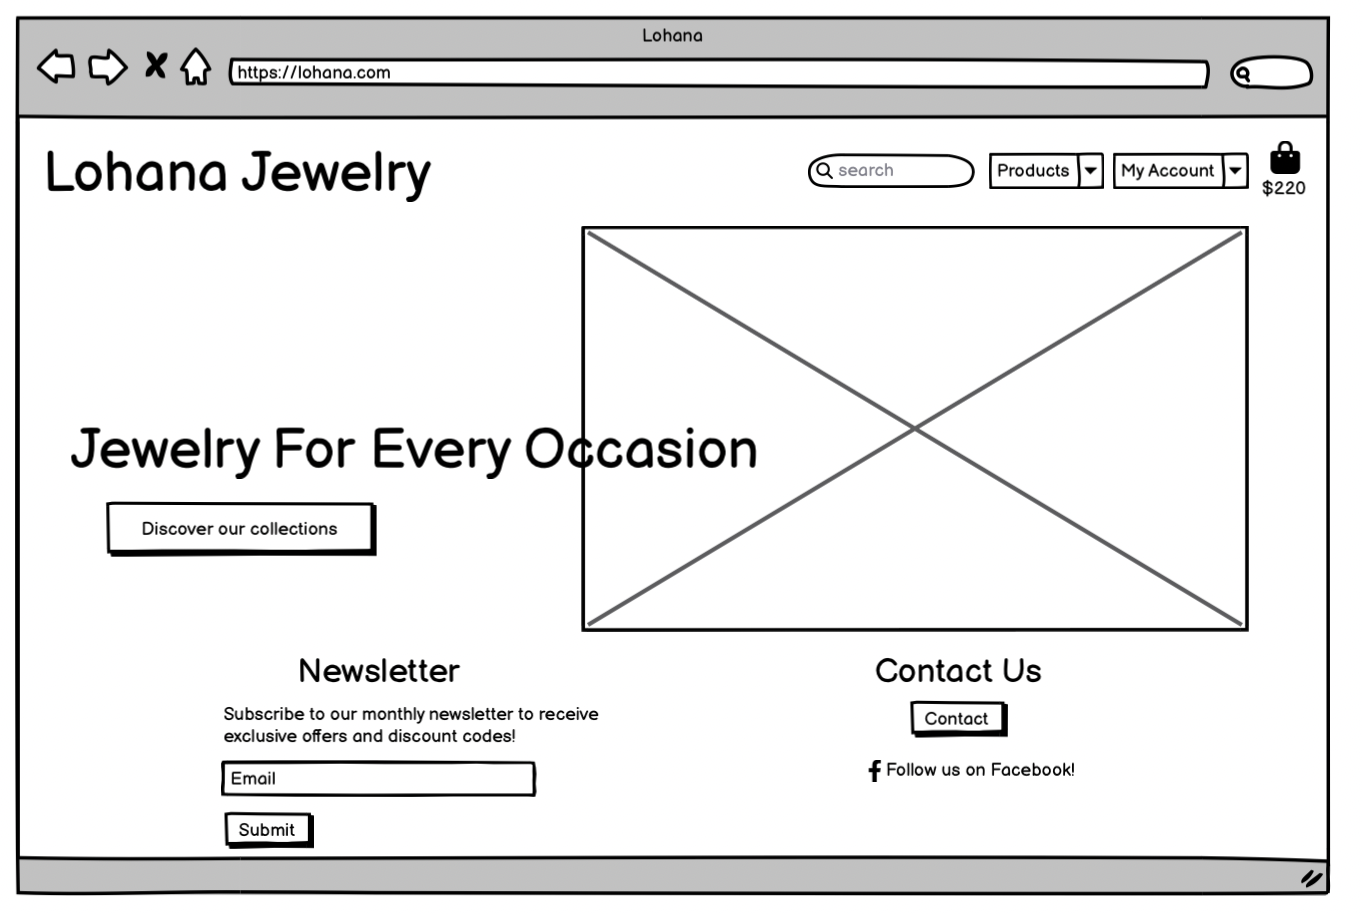 Lohana
https://lohana.com
Lohana Jewelry
search
Products
My Account
$220
Jewelry For Every Occasion
Discover our collections
Newsletter
Subscribe to our monthly newsletter to receive
exclusive offers and discount codes!
Email
Submit
Contact Us
Contact
Follow us on Facebook!